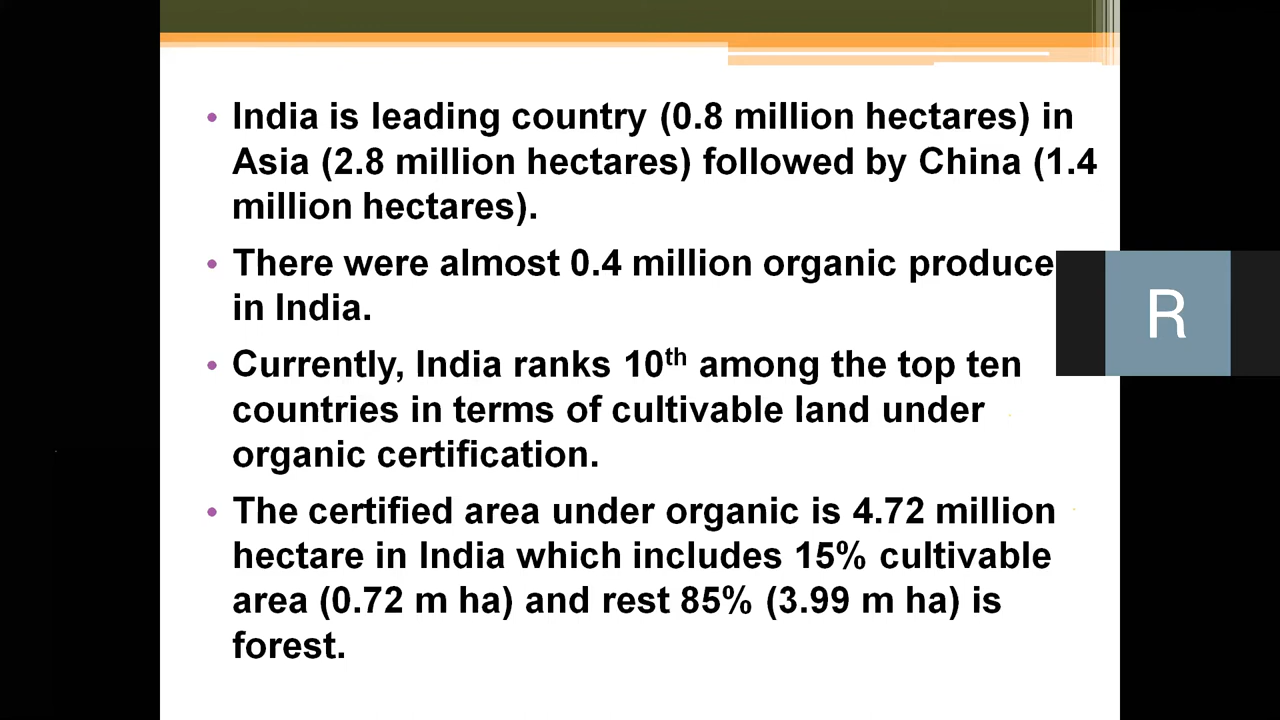 • India is leading country (0.8 million hectares) in
Asia (2.8 million hectares) followed by China (1.4
million hectares).
• There were almost 0.4 million organic produce
in India.
• Currently, India ranks 10th among the top ten
countries in terms of cultivable land under
organic certification.
• The certified area under organic is 4.72 million
hectare in India which includes 15% cultivable
area (0.72 m ha) and rest 85% (3.99 m ha) is
forest.
R